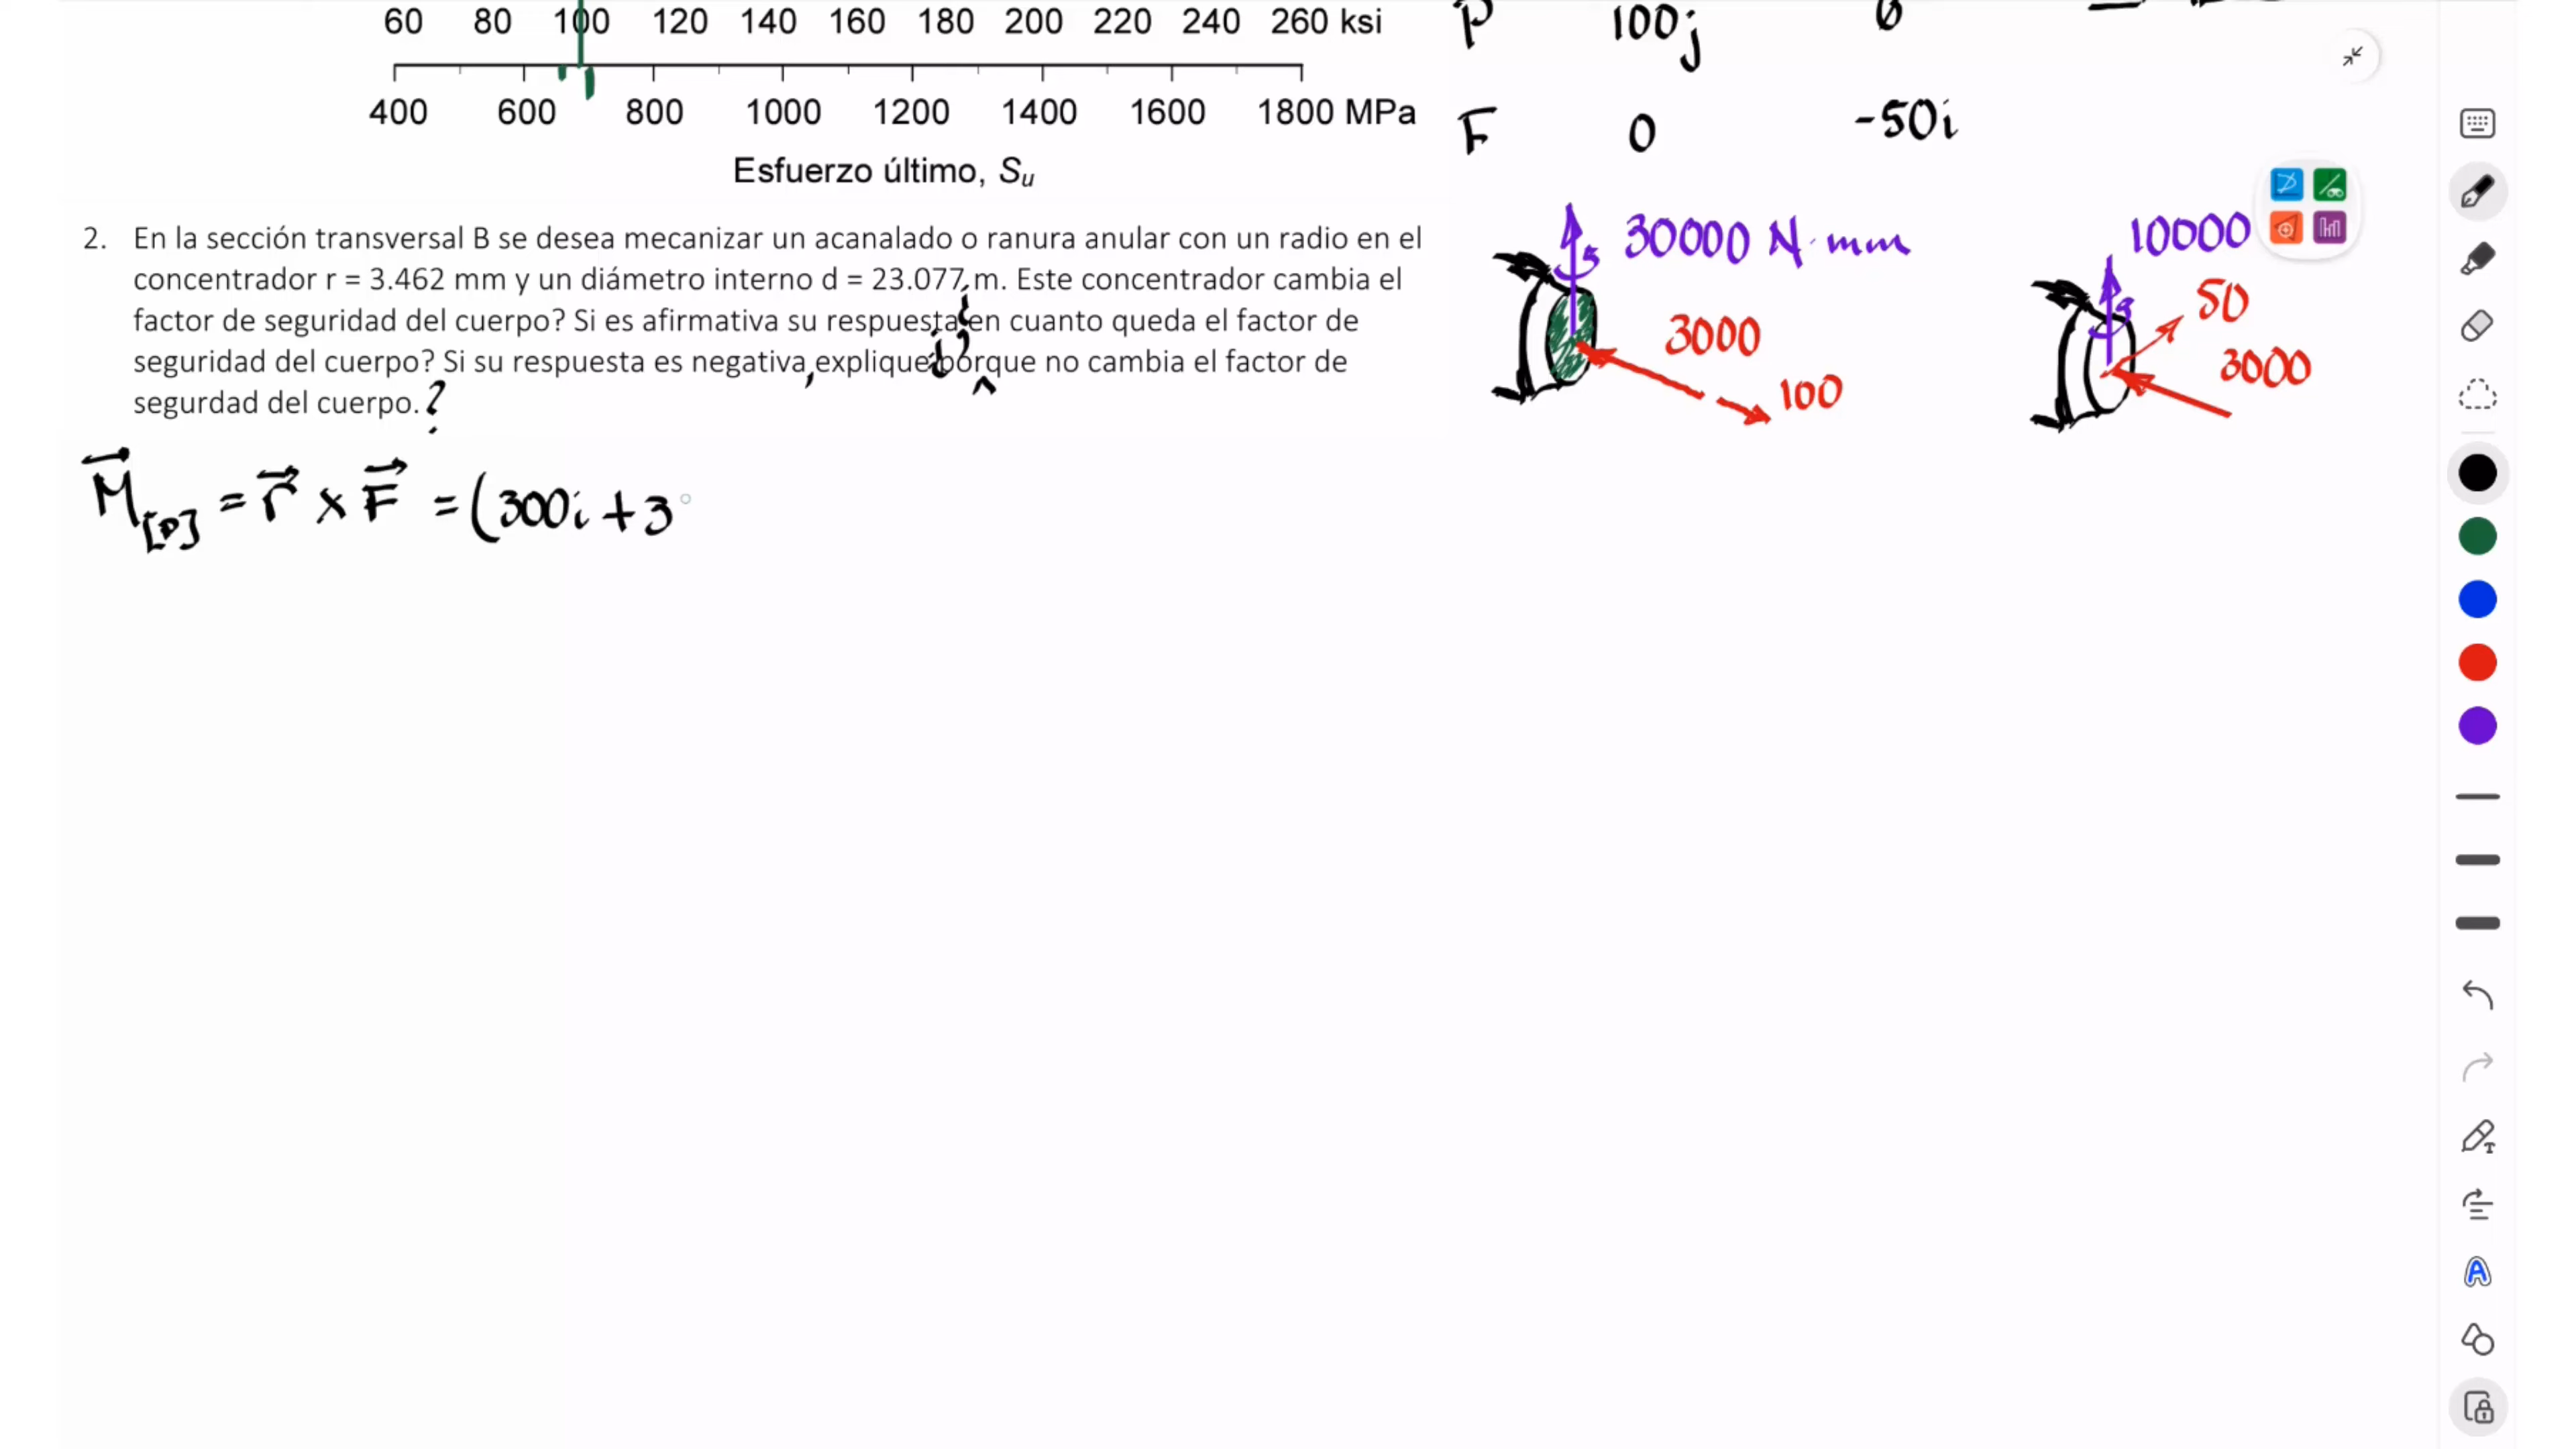 60 80 100 120 140 160 180 200 220 240 260 ksi
400 600 800 1000 1200 1400 1600 1800 MPa
Esfuerzo último, Su
P 100j 0
F 0 -50i
2. En la sección transversal B se desea mecanizar un acanalado o ranura anular con un radio en el
concentrador r = 3.462 mm y un diámetro interno d = 23.077 m. Este concentrador cambia el
factor de seguridad del cuerpo? Si es afirmativa su respuesta ¿en cuanto queda el factor de
seguridad del cuerpo? Si su respuesta es negativa, explique ¿porque no cambia el factor de
segurdad del cuerpo.?
30000 N·mm
3000
100
10000
50
3000
M[D] = r x F = (300i + 3